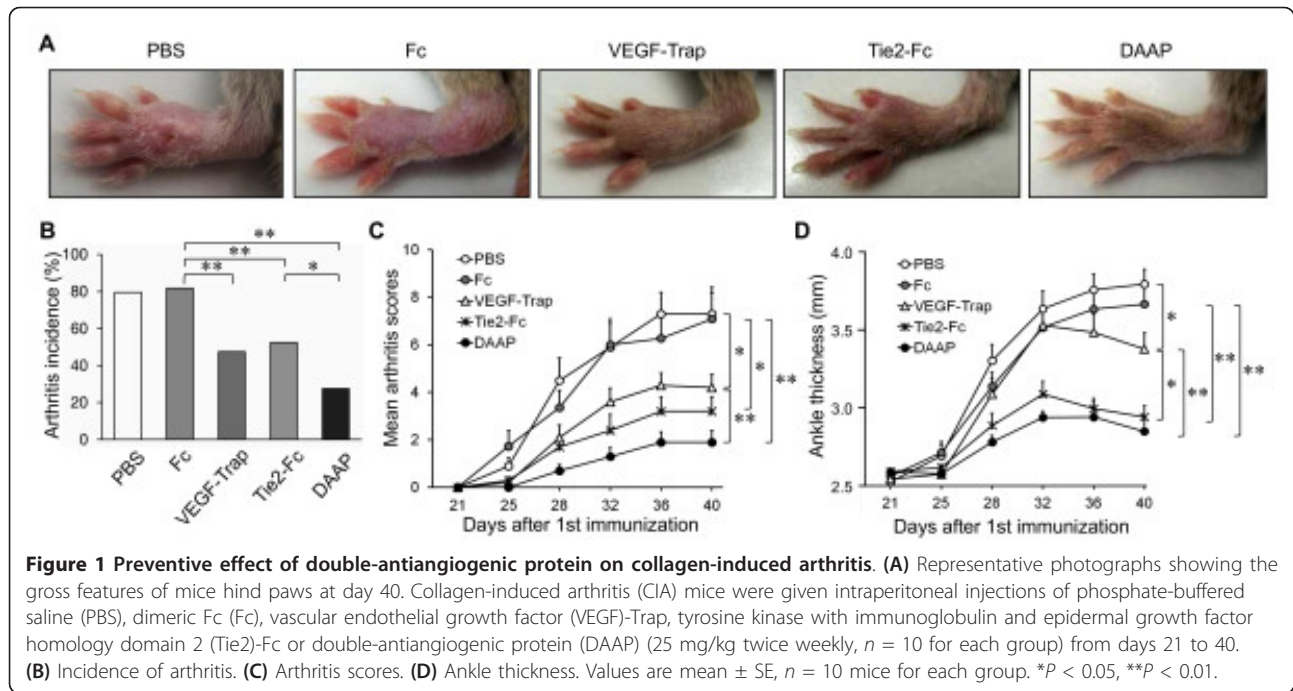 A
PBS
Fc
VEGF-Trap
Tie2-Fc
DAAP
B
Arthritis incidence (%)
100
80
60
40
20
0
**
**
**
*
PBS
Fc
VEGF-Trap
Tie2-Fc
DAAP
C
Mean arthritis scores
10
8
6
4
2
0
PBS
Fc
VEGF-Trap
Tie2-Fc
DAAP
*
*
**
**
21 25 28 32 36 40
Days after 1st immunization
D
Ankle thickness (mm)
4.0
3.5
3.0
2.5
PBS
Fc
VEGF-Trap
Tie2-Fc
DAAP
*
*
**
**
**
21 25 28 32 36 40
Days after 1st immunization
Figure 1 Preventive effect of double-antiangiogenic protein on collagen-induced arthritis. (A) Representative photographs showing the
gross features of mice hind paws at day 40. Collagen-induced arthritis (CIA) mice were given intraperitoneal injections of phosphate-buffered
saline (PBS), dimeric Fc (Fc), vascular endothelial growth factor (VEGF)-Trap, tyrosine kinase with immunoglobulin and epidermal growth factor
homology domain 2 (Tie2)-Fc or double-antiangiogenic protein (DAAP) (25 mg/kg twice weekly, n = 10 for each group) from days 21 to 40.
(B) Incidence of arthritis. (C) Arthritis scores. (D) Ankle thickness. Values are mean ± SE, n = 10 mice for each group. *P < 0.05, **P < 0.01.